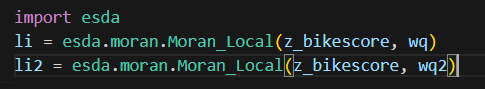 import esda
li = esda.moran.Moran_Local(z_bikescore, wq)
li2 = esda.moran.Moran_Local(z_bikescore, wq2)